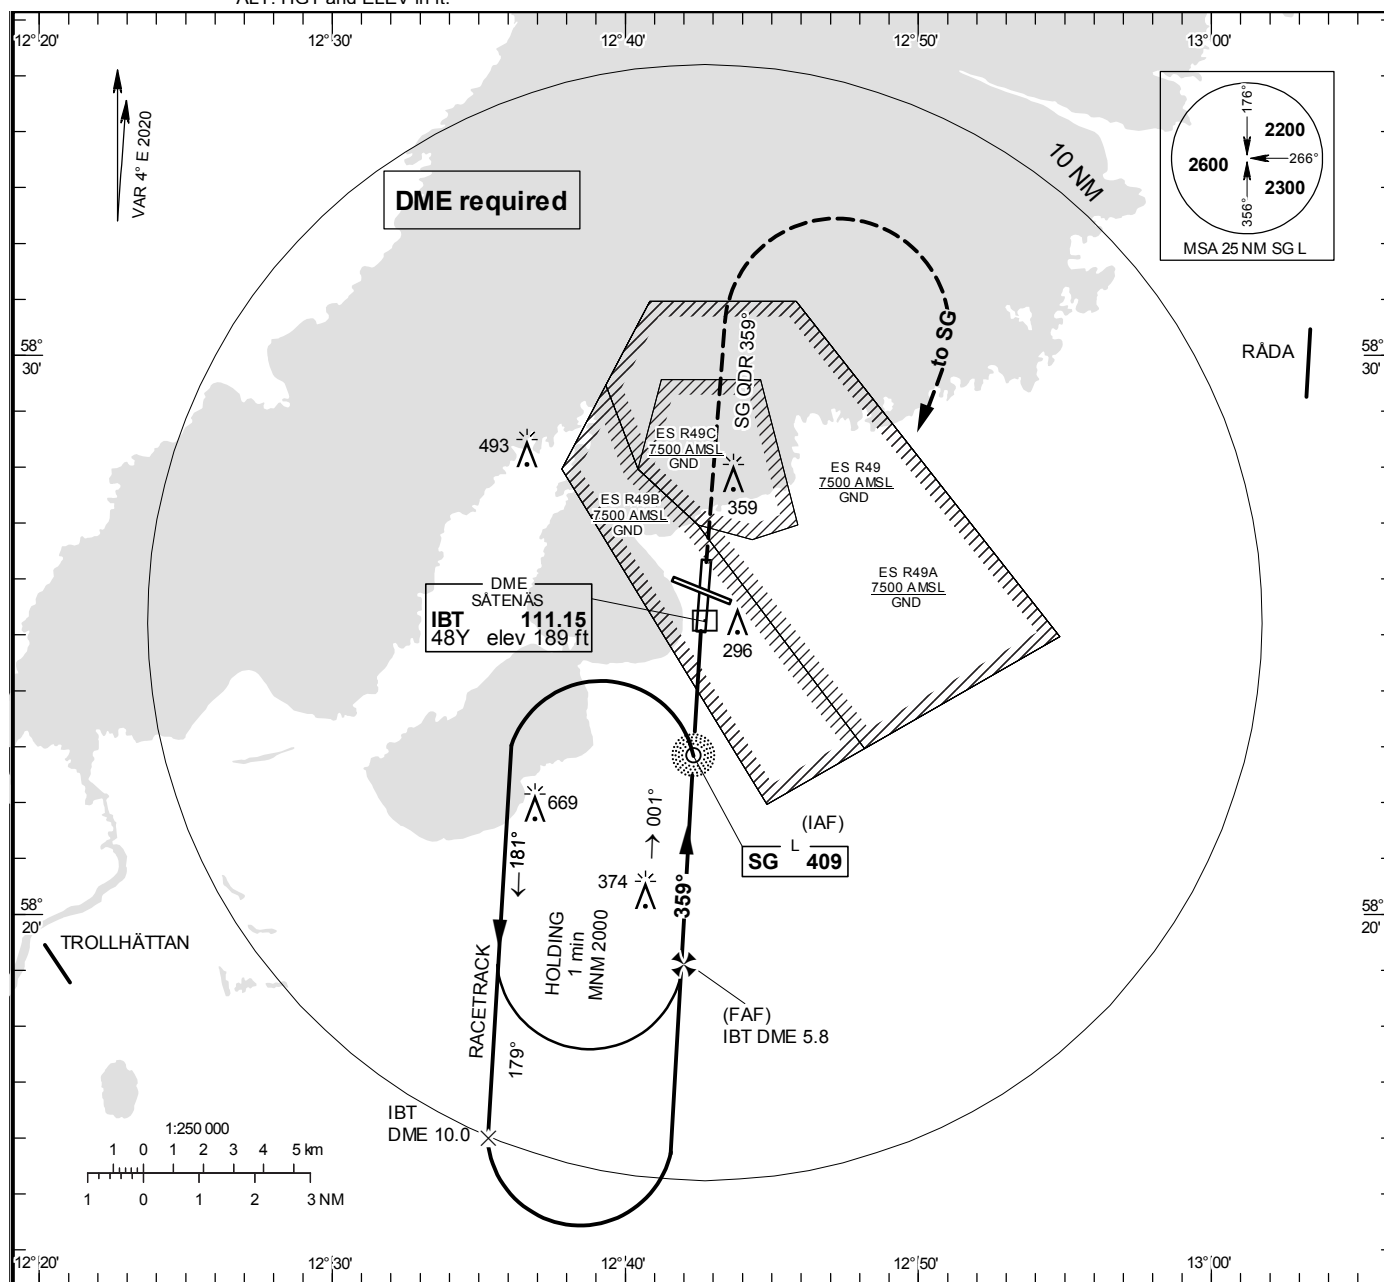 ALT. HGT and ELEV in ft.
12° 20'
12° 30'
12° 40'
12° 50'
13° 00'
VAR 4° E 2020
DME required
10 NM
176°
2200
2600
266°
2300
356°
MSA 25 NM SG L
to SG
58°
30'
RÅDA
58°
30'
SG QDR 359°
493
ES R49C
7500 AMSL
GND
ES R49
7500 AMSL
GND
ES R49B
7500 AMSL
GND
359
ES R49A
7500 AMSL
GND
DME
SÅTENÄS
IBT 111.15
48Y elev 189 ft
296
669
181°
001°
(IAF)
L
SG 409
374
359°
58°
20'
58°
20'
TROLLHÄTTAN
HOLDING
1 min
MNM 2000
RACETRACK
179°
(FAF)
IBT DME 5.8
IBT
DME 10.0
1:250 000
1 0 1 2 3 4 5 km
1 0 1 2 3 NM
12° 20'
12° 30'
12° 40'
12° 50'
13° 00'